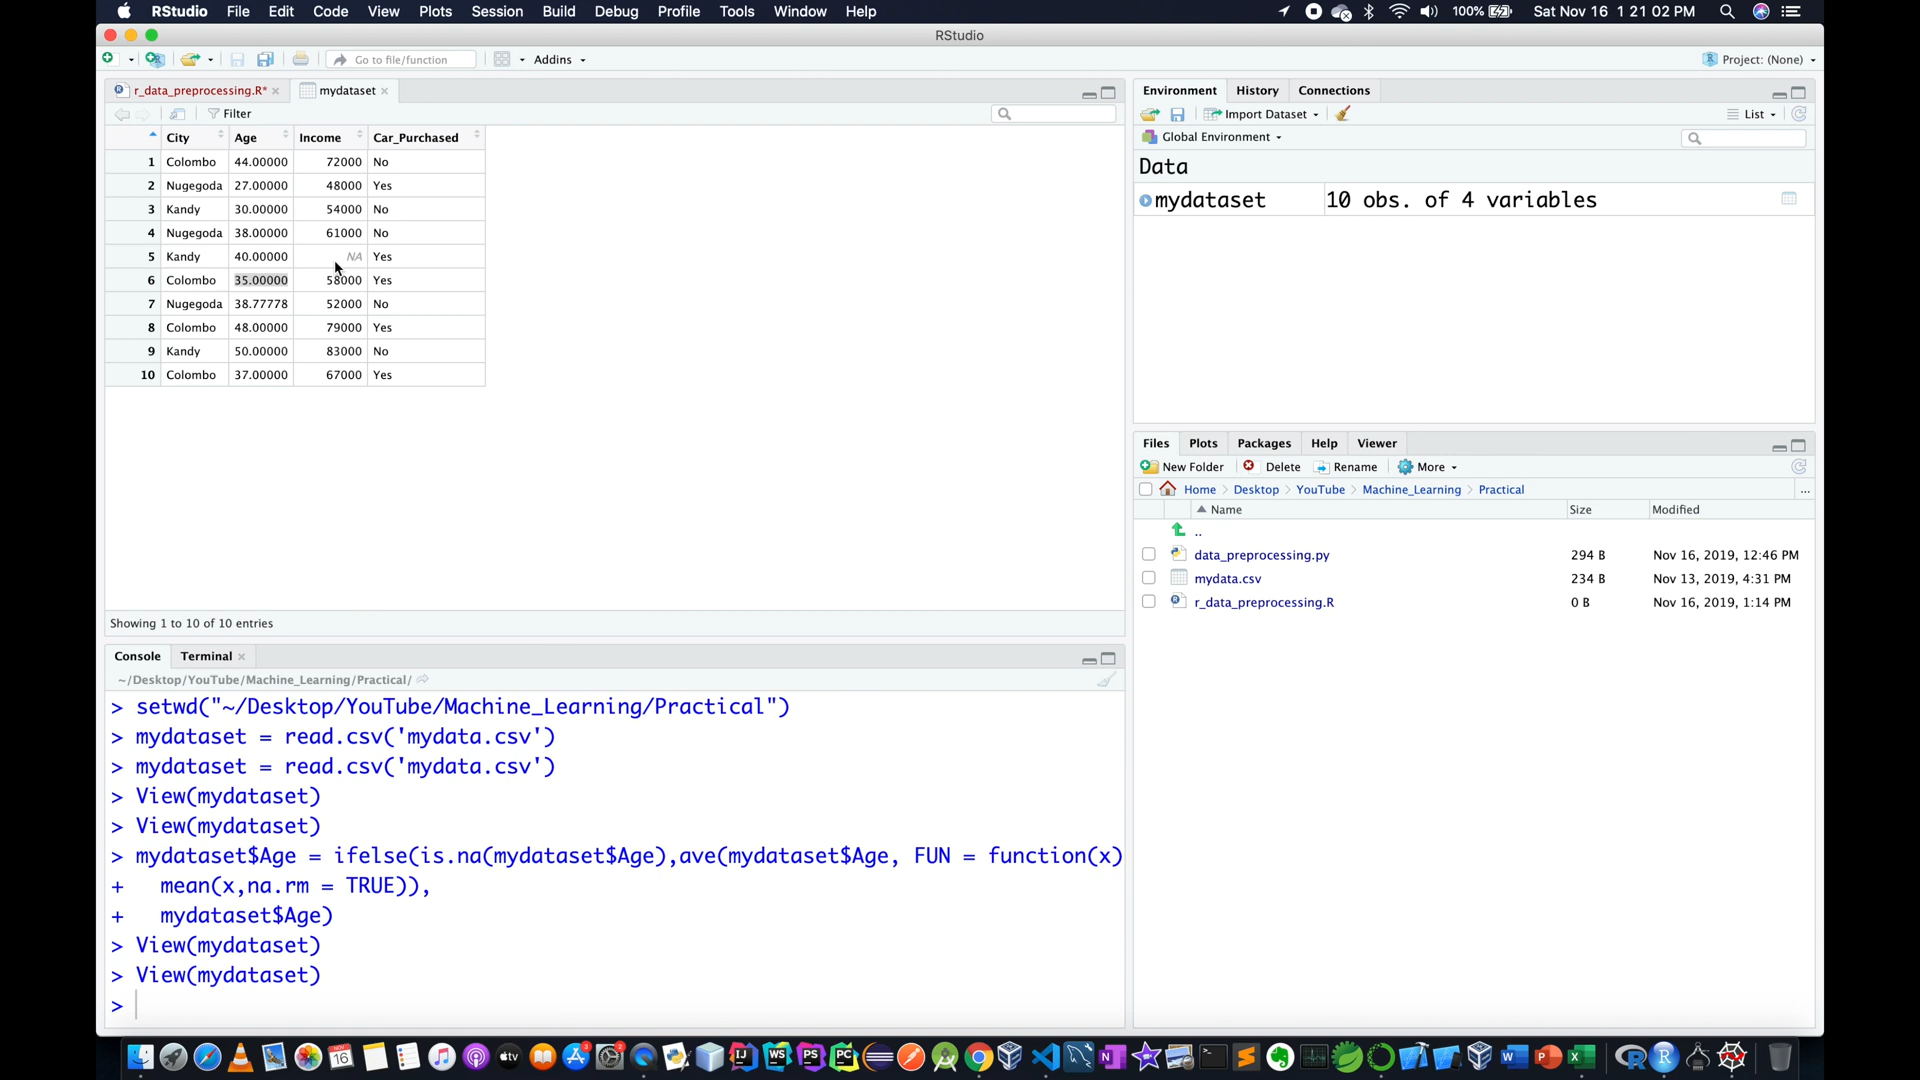 RStudio File Edit Code View Plots Session Build Debug Profile Tools Window Help 100% Sat Nov 16 1 21 02 PM
RStudio
Go to file/function Addins Project: (None)
r_data_preprocessing.R* mydataset
Filter
City Age Income Car_Purchased
1 Colombo 44.00000 72000 No
2 Nugegoda 27.00000 48000 Yes
3 Kandy 30.00000 54000 No
4 Nugegoda 38.00000 61000 No
5 Kandy 40.00000 NA Yes
6 Colombo 35.00000 58000 Yes
7 Nugegoda 38.77778 52000 No
8 Colombo 48.00000 79000 Yes
9 Kandy 50.00000 83000 No
10 Colombo 37.00000 67000 Yes
Showing 1 to 10 of 10 entries
Console Terminal
~/Desktop/YouTube/Machine_Learning/Practical/
> setwd("~/Desktop/YouTube/Machine_Learning/Practical")
> mydataset = read.csv('mydata.csv')
> mydataset = read.csv('mydata.csv')
> View(mydataset)
> View(mydataset)
> mydataset$Age = ifelse(is.na(mydataset$Age),ave(mydataset$Age, FUN = function(x)
+ mean(x,na.rm = TRUE)),
+ mydataset$Age)
> View(mydataset)
> View(mydataset)
>
Environment History Connections
Import Dataset List
Global Environment
Data
mydataset 10 obs. of 4 variables
Files Plots Packages Help Viewer
New Folder Delete Rename More
Home Desktop YouTube Machine_Learning Practical ...
Name Size Modified
..
data_preprocessing.py 294 B Nov 16, 2019, 12:46 PM
mydata.csv 234 B Nov 13, 2019, 4:31 PM
r_data_preprocessing.R 0 B Nov 16, 2019, 1:14 PM